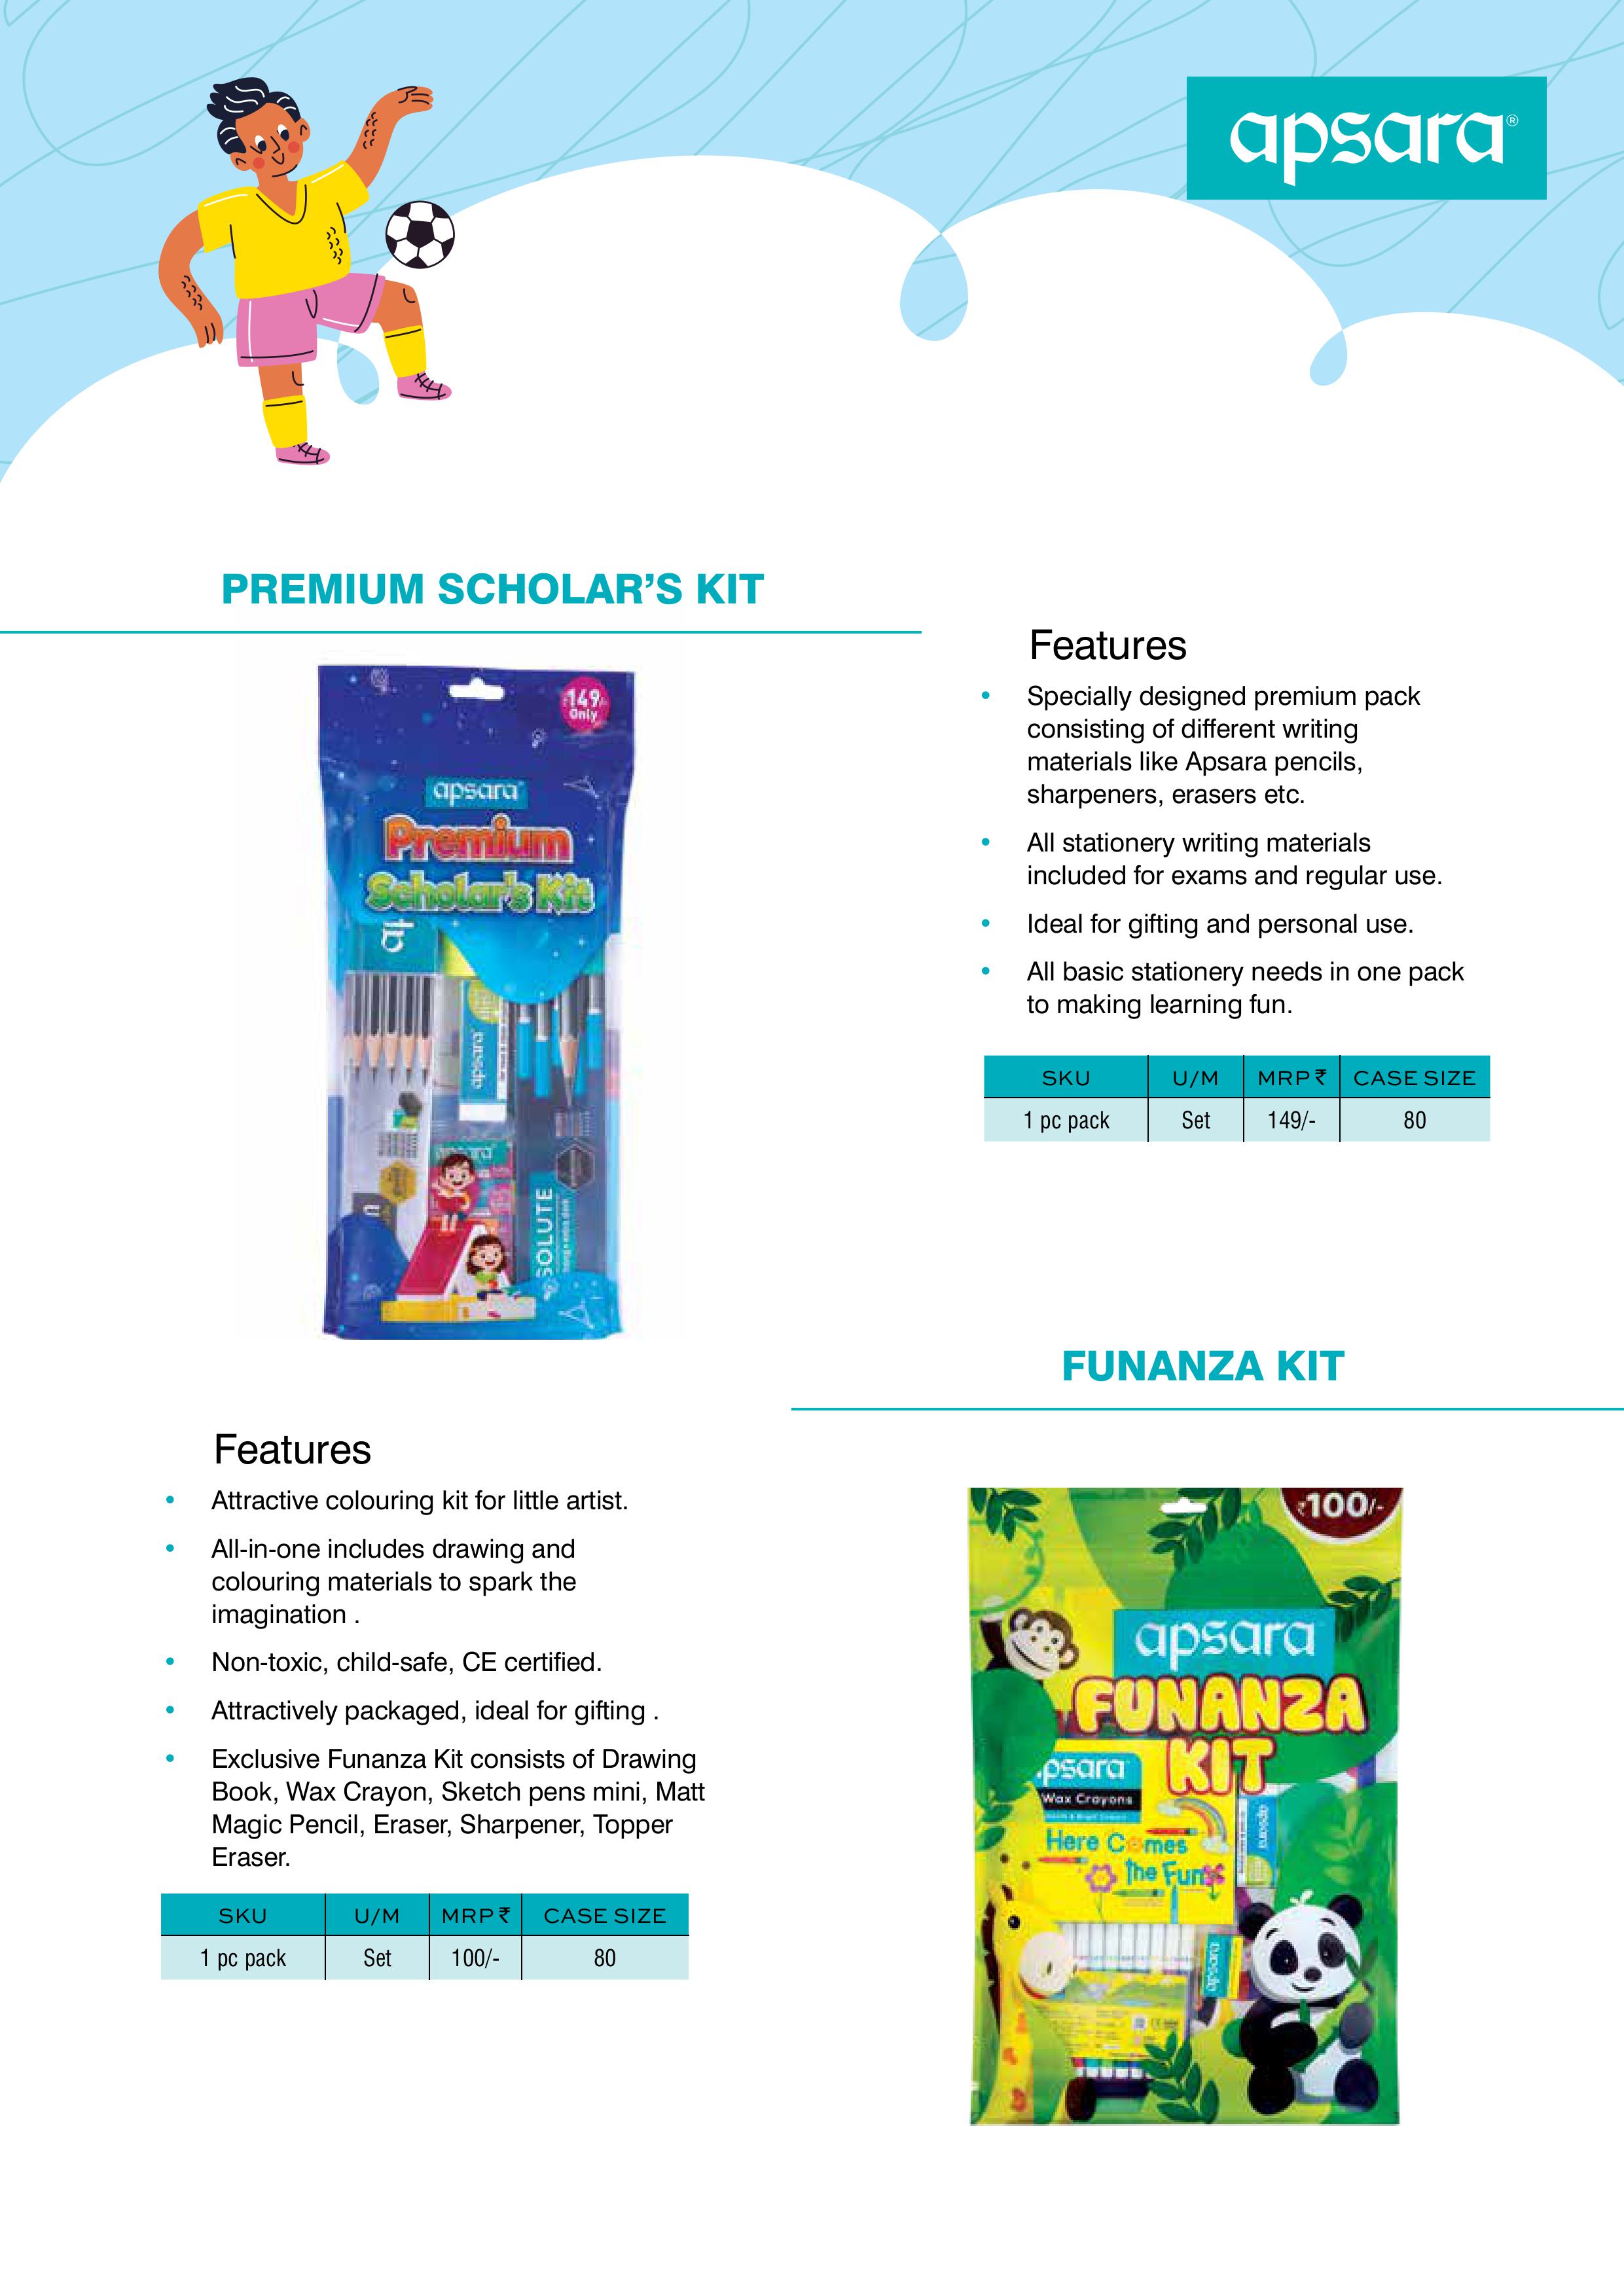 apsara®
PREMIUM SCHOLAR’S KIT
₹149/-
Only
apsara
Premium
Scholar's Kit
apsara
SOLUTE
Features
• Specially designed premium pack
consisting of different writing
materials like Apsara pencils,
sharpeners, erasers etc.
• All stationery writing materials
included for exams and regular use.
• Ideal for gifting and personal use.
• All basic stationery needs in one pack
to making learning fun.
SKU U/M MRP ₹ CASE SIZE
1 pc pack Set 149/- 80
FUNANZA KIT
Features
• Attractive colouring kit for little artist.
• All-in-one includes drawing and
colouring materials to spark the
imagination .
• Non-toxic, child-safe, CE certified.
• Attractively packaged, ideal for gifting .
• Exclusive Funanza Kit consists of Drawing
Book, Wax Crayon, Sketch pens mini, Matt
Magic Pencil, Eraser, Sharpener, Topper
Eraser.
SKU U/M MRP ₹ CASE SIZE
1 pc pack Set 100/- 80
₹100/-
apsara
FUNANZA
KIT
psara
Wax Crayons
apsara
Here Comes
the Fun
apsara